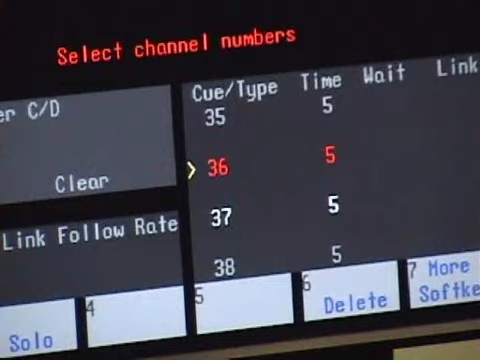 Select channel numbers
er C/D
Clear
Link Follow Rate
Cue/Type Time Wait Link
35 5
> 36 5
37 5
38 5
Solo
4
5
6 Delete
7 More
Softke